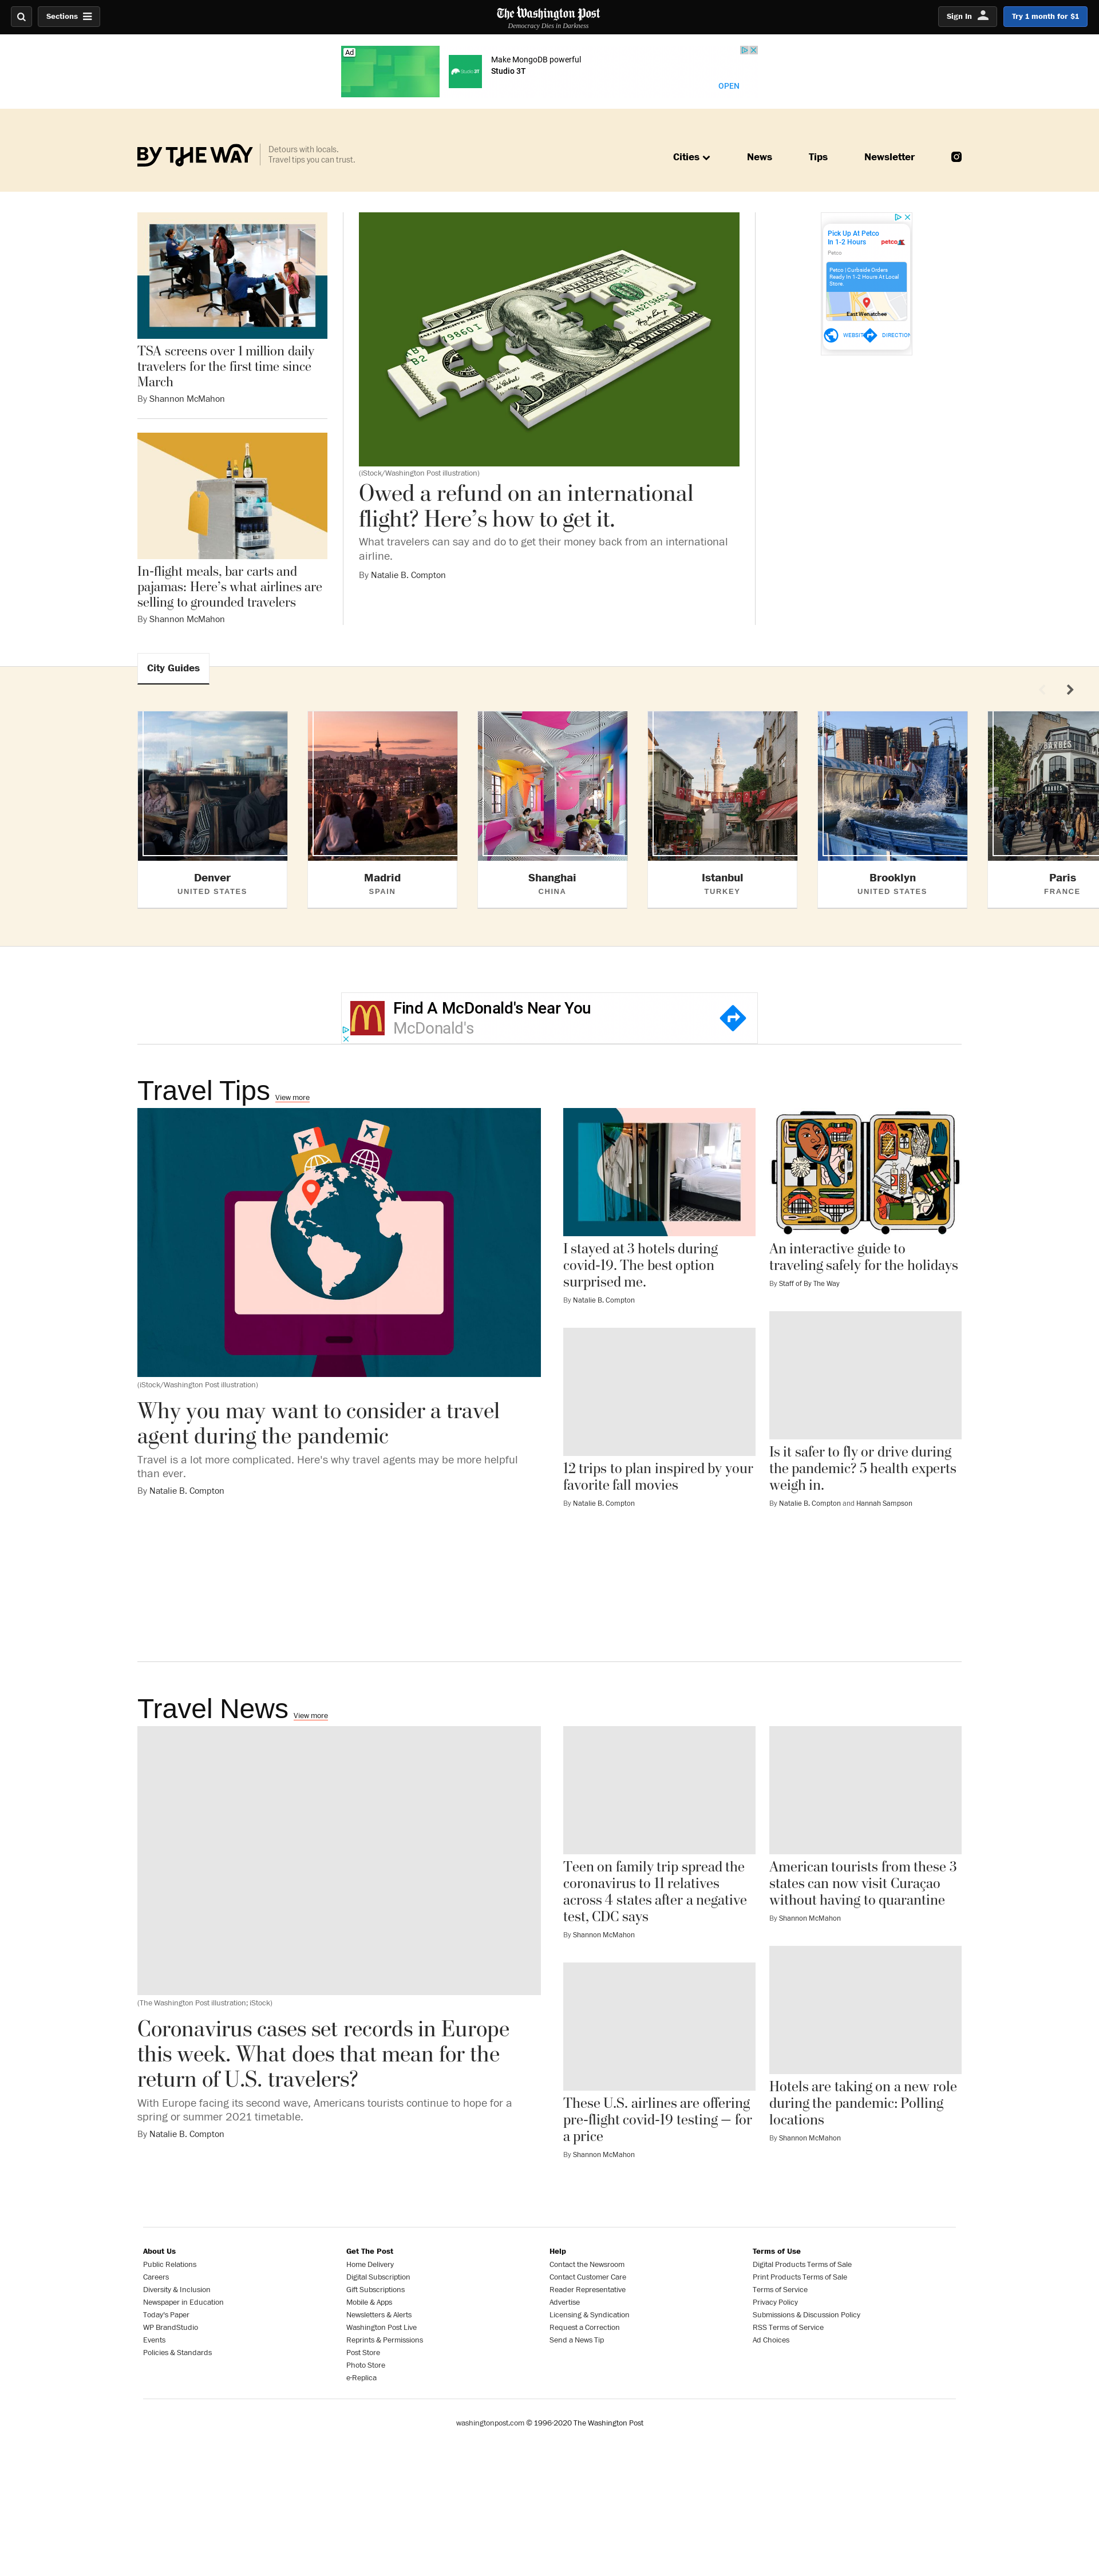 Sections
The Washington Post
Democracy Dies in Darkness
Sign In
Try 1 month for $1
Ad
Studio 3T
Make MongoDB powerful
Studio 3T
OPEN
BY THE WAY
Detours with locals.
Travel tips you can trust.
Cities
News
Tips
Newsletter
TSA screens over 1 million daily
travelers for the first time since
March
By Shannon McMahon
In-flight meals, bar carts and
pajamas: Here's what airlines are
selling to grounded travelers
By Shannon McMahon
(iStock/Washington Post illustration)
Owed a refund on an international
flight? Here's how to get it.
What travelers can say and do to get their money back from an international
airline.
By Natalie B. Compton
Pick Up At Petco
In 1-2 Hours
petco
Petco
Petco | Curbside Orders
Ready In 1-2 Hours At Local
Store.
East Wenatchee
WEBSIT
DIRECTION
City Guides
Denver
UNITED STATES
Madrid
SPAIN
Shanghai
CHINA
Istanbul
TURKEY
Brooklyn
UNITED STATES
BARBÈS
Paris
FRANCE
Find A McDonald's Near You
McDonald's
Travel Tips View more
(iStock/Washington Post illustration)
Why you may want to consider a travel
agent during the pandemic
Travel is a lot more complicated. Here's why travel agents may be more helpful
than ever.
By Natalie B. Compton
I stayed at 3 hotels during
covid-19. The best option
surprised me.
By Natalie B. Compton
An interactive guide to
traveling safely for the holidays
By Staff of By The Way
12 trips to plan inspired by your
favorite fall movies
By Natalie B. Compton
Is it safer to fly or drive during
the pandemic? 5 health experts
weigh in.
By Natalie B. Compton and Hannah Sampson
Travel News View more
(The Washington Post illustration; iStock)
Coronavirus cases set records in Europe
this week. What does that mean for the
return of U.S. travelers?
With Europe facing its second wave, Americans tourists continue to hope for a
spring or summer 2021 timetable.
By Natalie B. Compton
Teen on family trip spread the
coronavirus to 11 relatives
across 4 states after a negative
test, CDC says
By Shannon McMahon
American tourists from these 3
states can now visit Curaçao
without having to quarantine
By Shannon McMahon
These U.S. airlines are offering
pre-flight covid-19 testing — for
a price
By Shannon McMahon
Hotels are taking on a new role
during the pandemic: Polling
locations
By Shannon McMahon
About Us
Public Relations
Careers
Diversity & Inclusion
Newspaper in Education
Today's Paper
WP BrandStudio
Events
Policies & Standards
Get The Post
Home Delivery
Digital Subscription
Gift Subscriptions
Mobile & Apps
Newsletters & Alerts
Washington Post Live
Reprints & Permissions
Post Store
Photo Store
e-Replica
Help
Contact the Newsroom
Contact Customer Care
Reader Representative
Advertise
Licensing & Syndication
Request a Correction
Send a News Tip
Terms of Use
Digital Products Terms of Sale
Print Products Terms of Sale
Terms of Service
Privacy Policy
Submissions & Discussion Policy
RSS Terms of Service
Ad Choices
washingtonpost.com © 1996-2020 The Washington Post